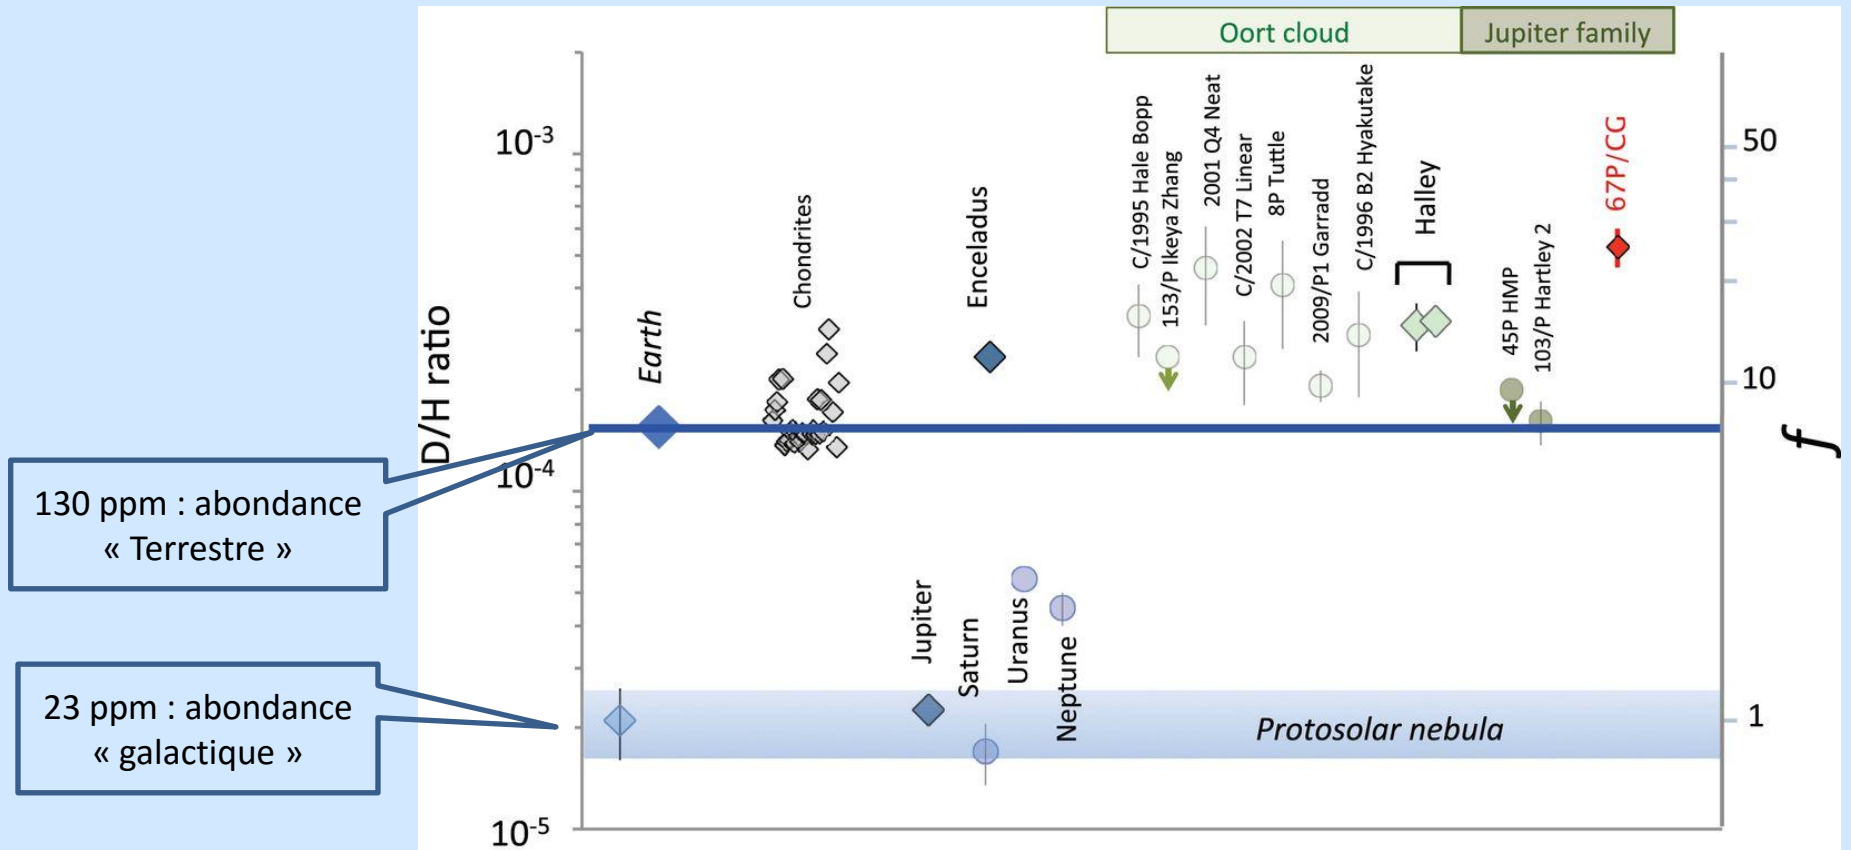 Oort cloud
Jupiter family
D/H ratio
10-3
10-4
10-5
50
10
1
f
Earth
Chondrites
Enceladus
C/1995 Hale Bopp
153/P Ikeya Zhang
2001 Q4 Neat
C/2002 T7 Linear
8P Tuttle
2009/P1 Garradd
C/1996 B2 Hyakutake
Halley
45P HMP
103/P Hartley 2
67P/CG
130 ppm : abondance
« Terrestre »
23 ppm : abondance
« galactique »
Jupiter
Saturn
Uranus
Neptune
Protosolar nebula